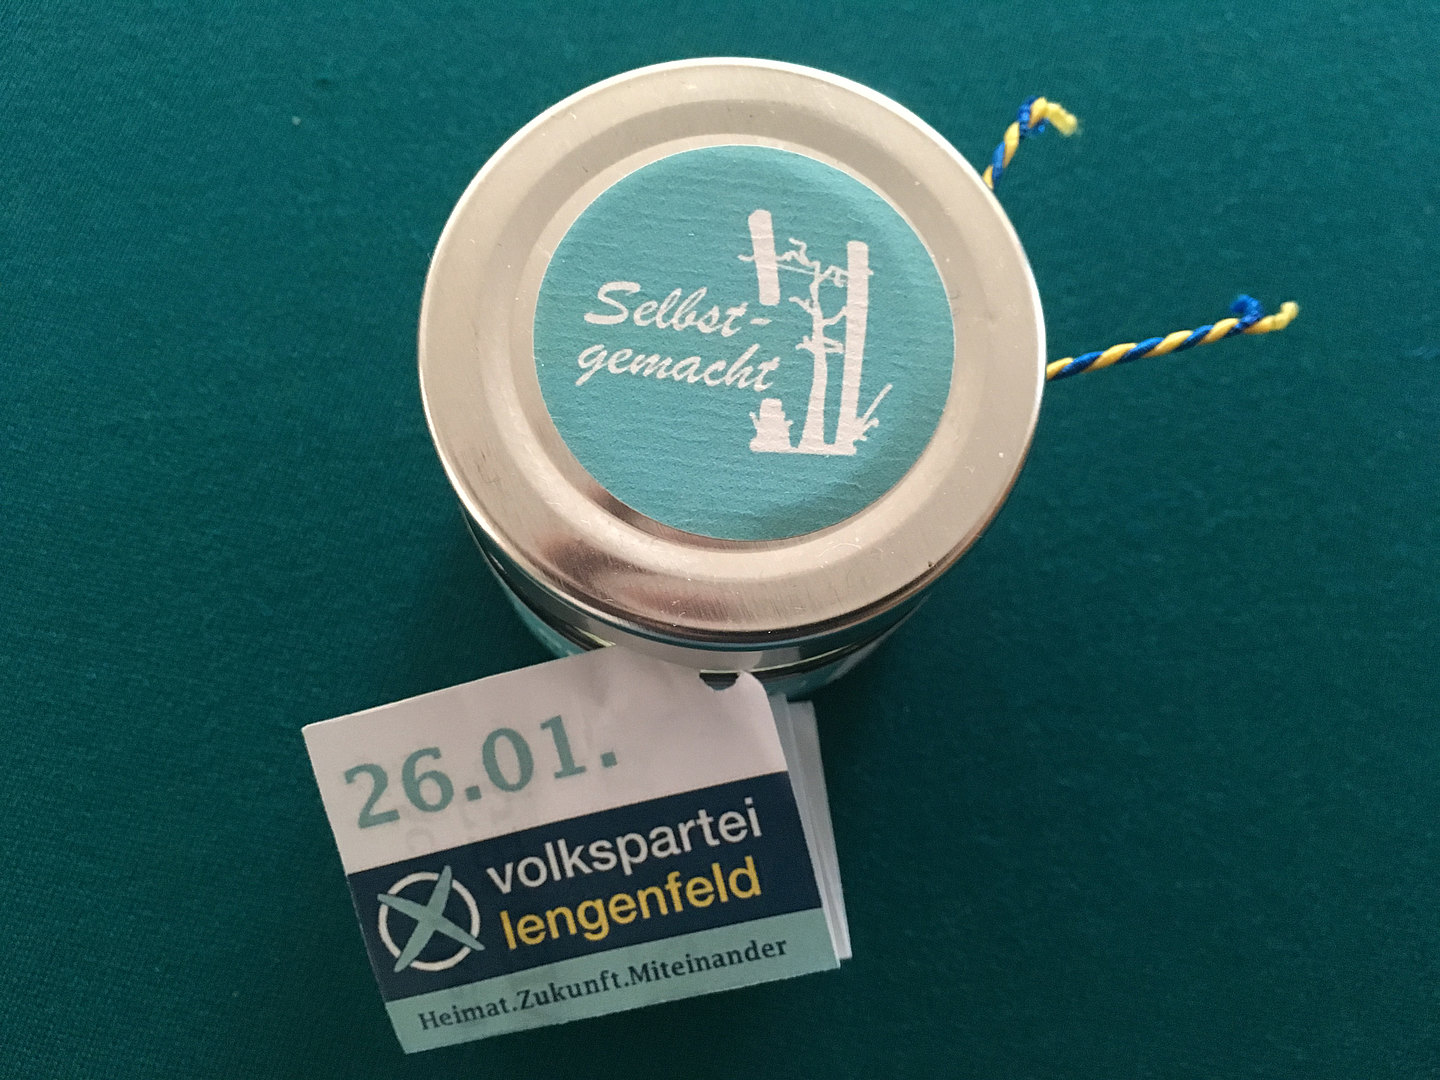 Selbst-
gemacht
26.01.
volkspartei
lengenfeld
Heimat.Zukunft.Miteinander